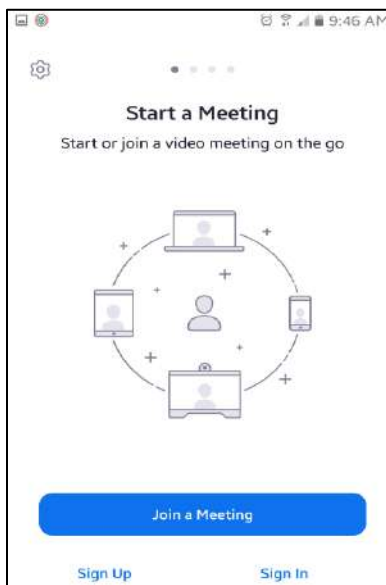 9:46 AM
Start a Meeting
Start or join a video meeting on the go
Join a Meeting
Sign Up
Sign In